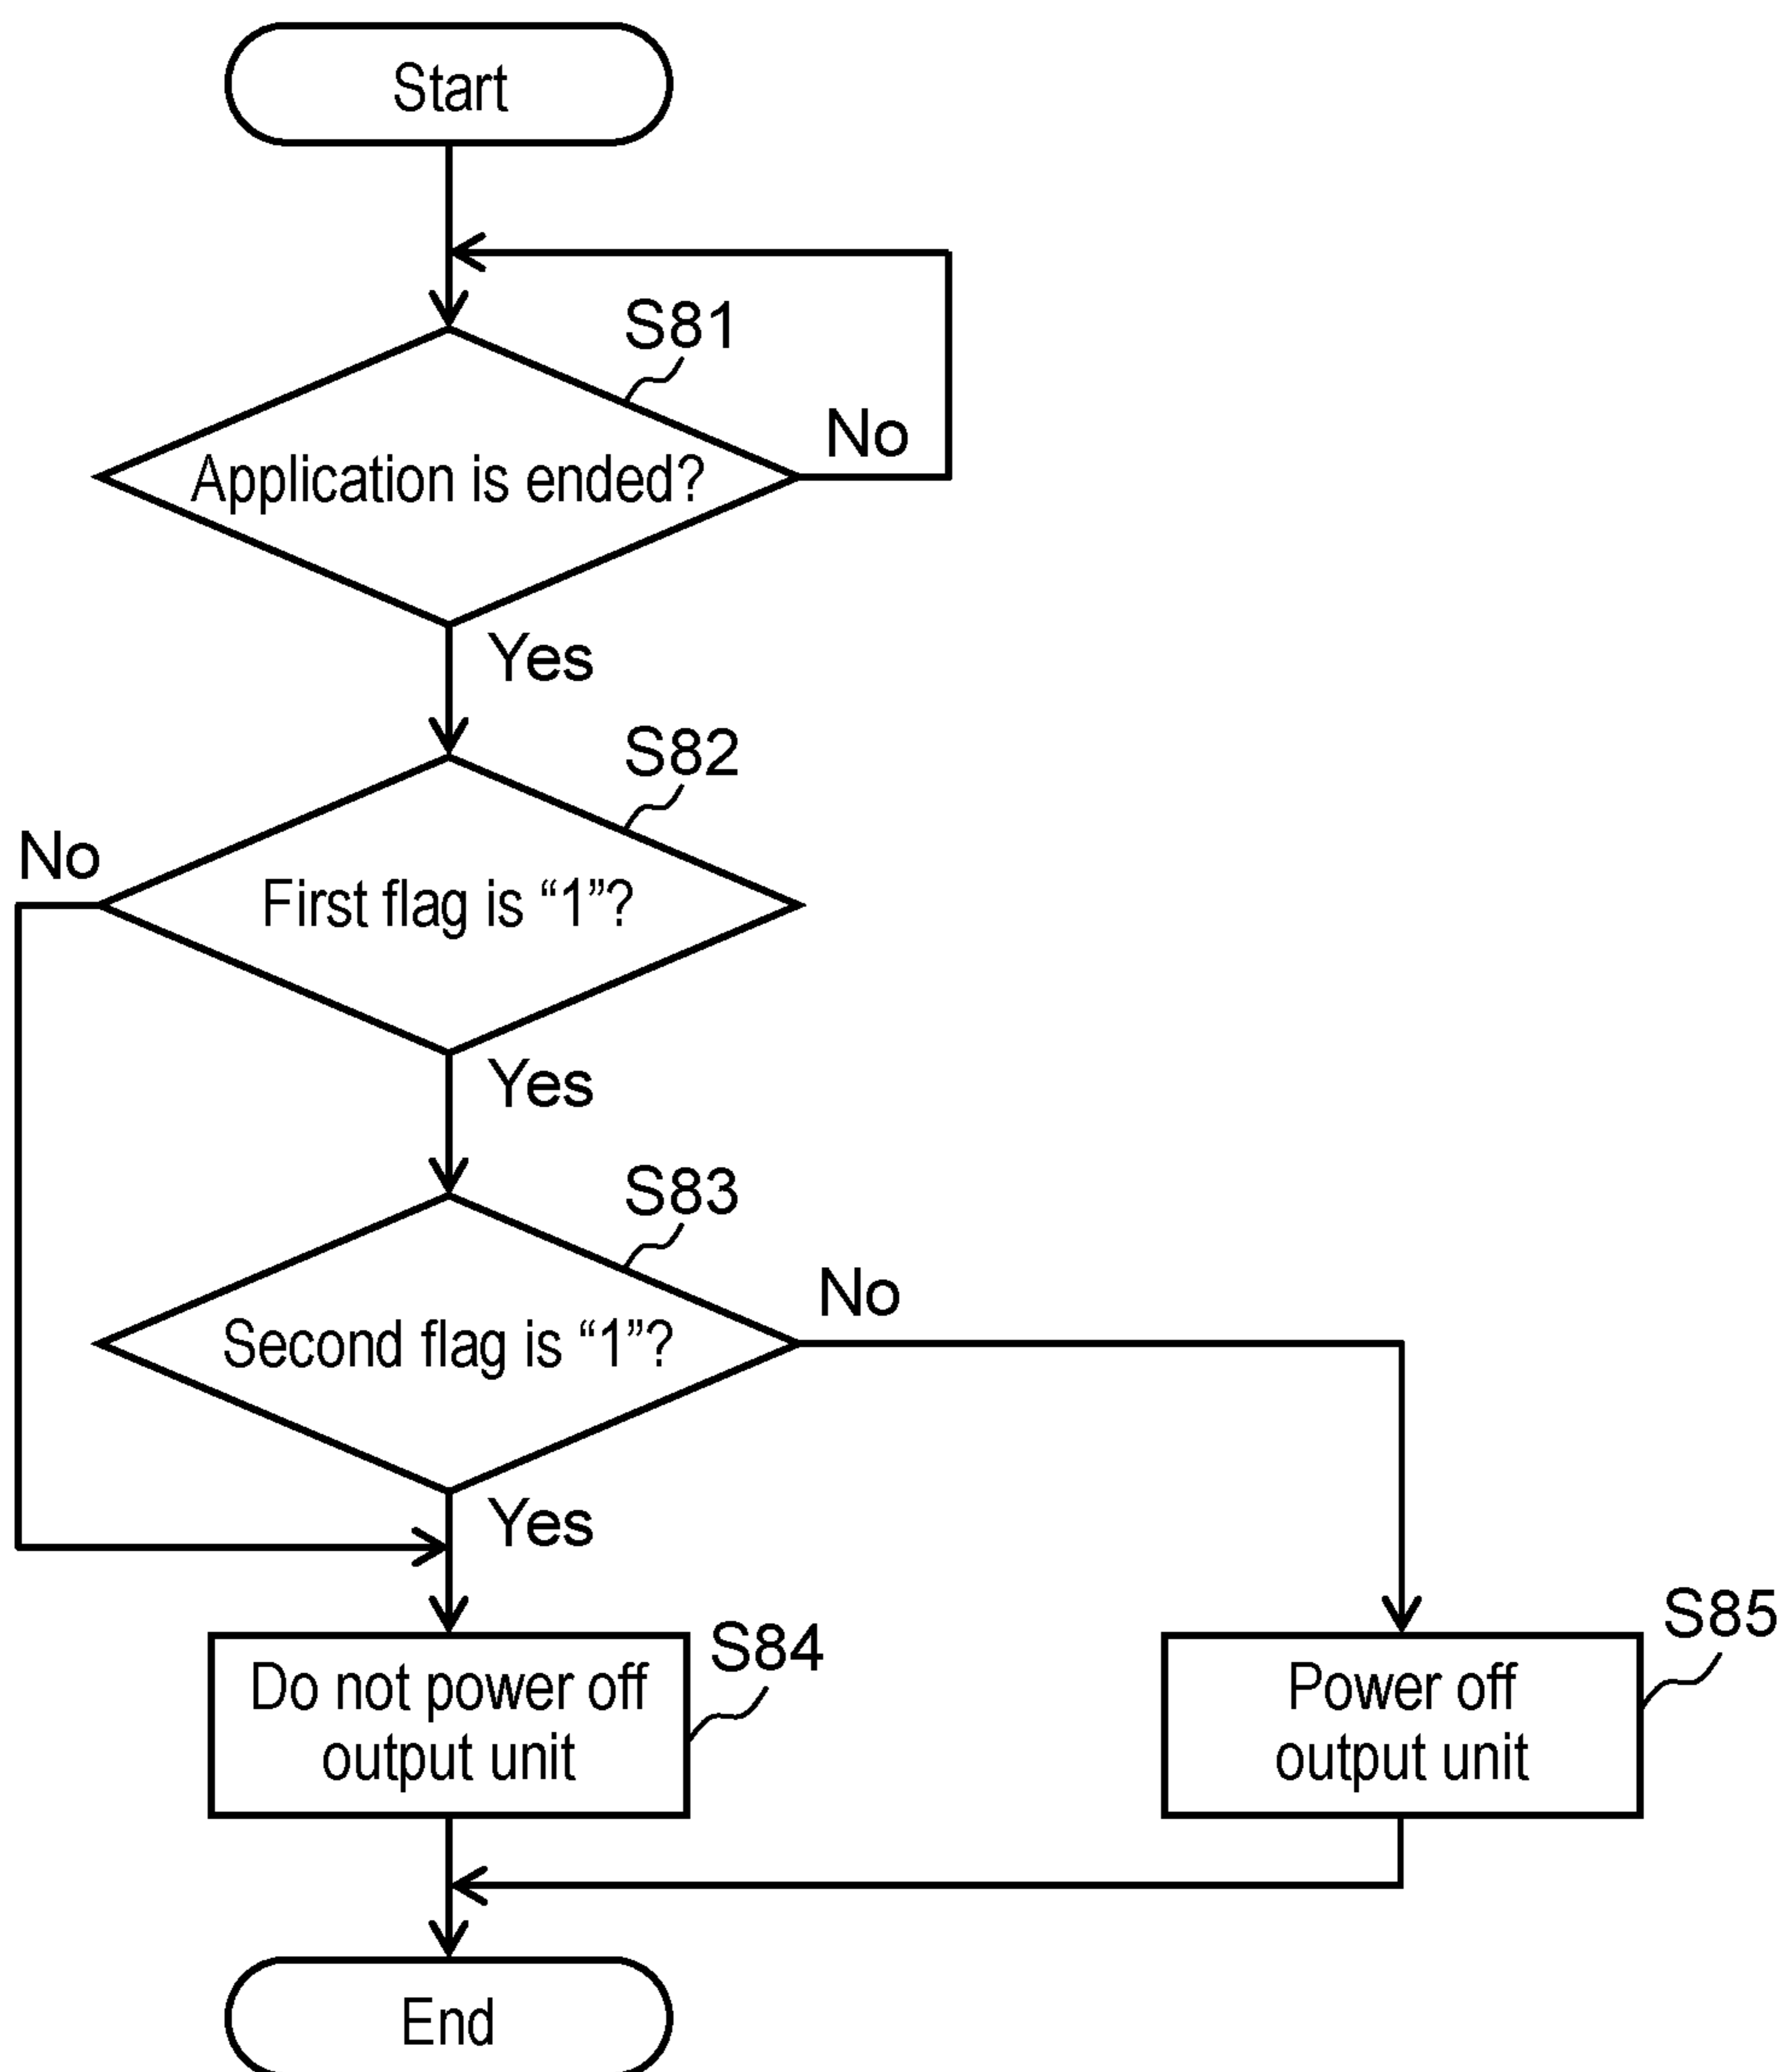 Start
S81
Application is ended?
No
Yes
S82
No
First flag is “1”?
Yes
S83
No
Second flag is “1”?
Yes
S84
Do not power off
output unit
S85
Power off
output unit
End